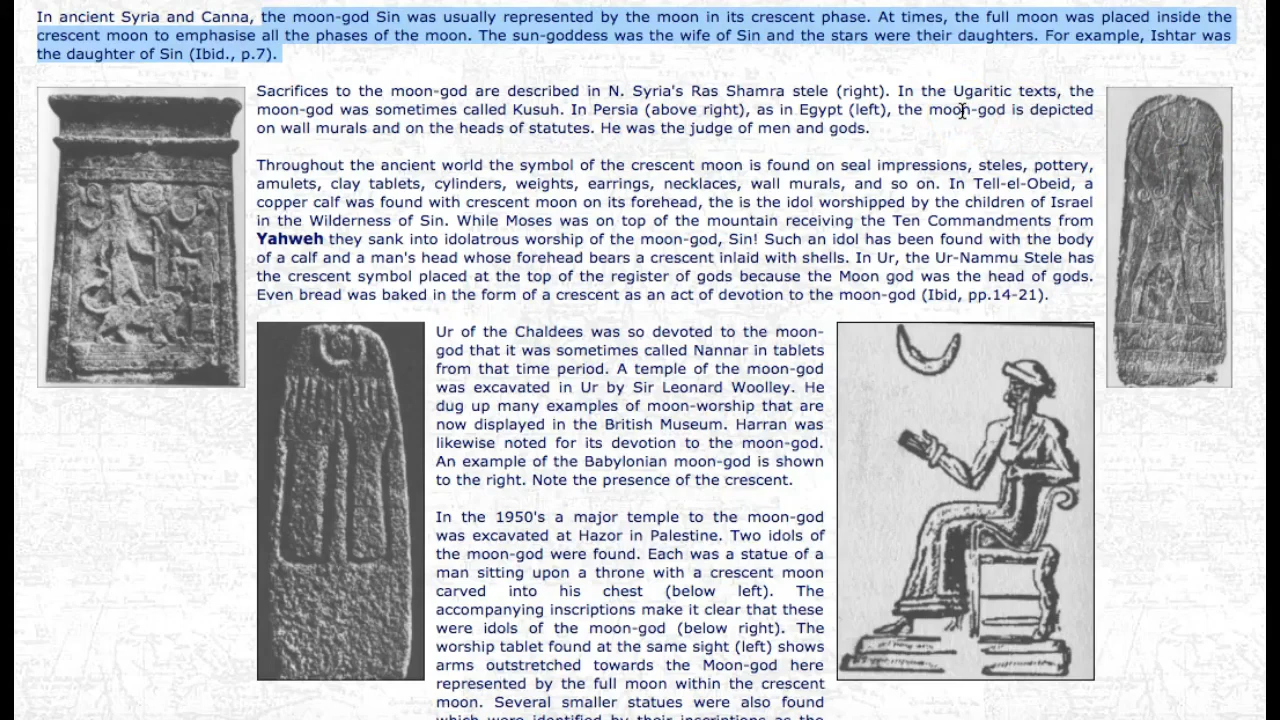 In ancient Syria and Canna, the moon-god Sin was usually represented by the moon in its crescent phase. At times, the full moon was placed inside the
crescent moon to emphasise all the phases of the moon. The sun-goddess was the wife of Sin and the stars were their daughters. For example, Ishtar was
the daughter of Sin (Ibid., p.7).
Sacrifices to the moon-god are described in N. Syria's Ras Shamra stele (right). In the Ugaritic texts, the
moon-god was sometimes called Kusuh. In Persia (above right), as in Egypt (left), the moon-god is depicted
on wall murals and on the heads of statutes. He was the judge of men and gods.
Throughout the ancient world the symbol of the crescent moon is found on seal impressions, steles, pottery,
amulets, clay tablets, cylinders, weights, earrings, necklaces, wall murals, and so on. In Tell-el-Obeid, a
copper calf was found with crescent moon on its forehead, the is the idol worshipped by the children of Israel
in the Wilderness of Sin. While Moses was on top of the mountain receiving the Ten Commandments from
Yahweh they sank into idolatrous worship of the moon-god, Sin! Such an idol has been found with the body
of a calf and a man's head whose forehead bears a crescent inlaid with shells. In Ur, the Ur-Nammu Stele has
the crescent symbol placed at the top of the register of gods because the Moon god was the head of gods.
Even bread was baked in the form of a crescent as an act of devotion to the moon-god (Ibid, pp.14-21).
Ur of the Chaldees was so devoted to the moon-
god that it was sometimes called Nannar in tablets
from that time period. A temple of the moon-god
was excavated in Ur by Sir Leonard Woolley. He
dug up many examples of moon-worship that are
now displayed in the British Museum. Harran was
likewise noted for its devotion to the moon-god.
An example of the Babylonian moon-god is shown
to the right. Note the presence of the crescent.
In the 1950's a major temple to the moon-god
was excavated at Hazor in Palestine. Two idols of
the moon-god were found. Each was a statue of a
man sitting upon a throne with a crescent moon
carved into his chest (below left). The
accompanying inscriptions make it clear that these
were idols of the moon-god (below right). The
worship tablet found at the same sight (left) shows
arms outstretched towards the Moon-god here
represented by the full moon within the crescent
moon. Several smaller statues were also found
which were identified by their inscriptions as the